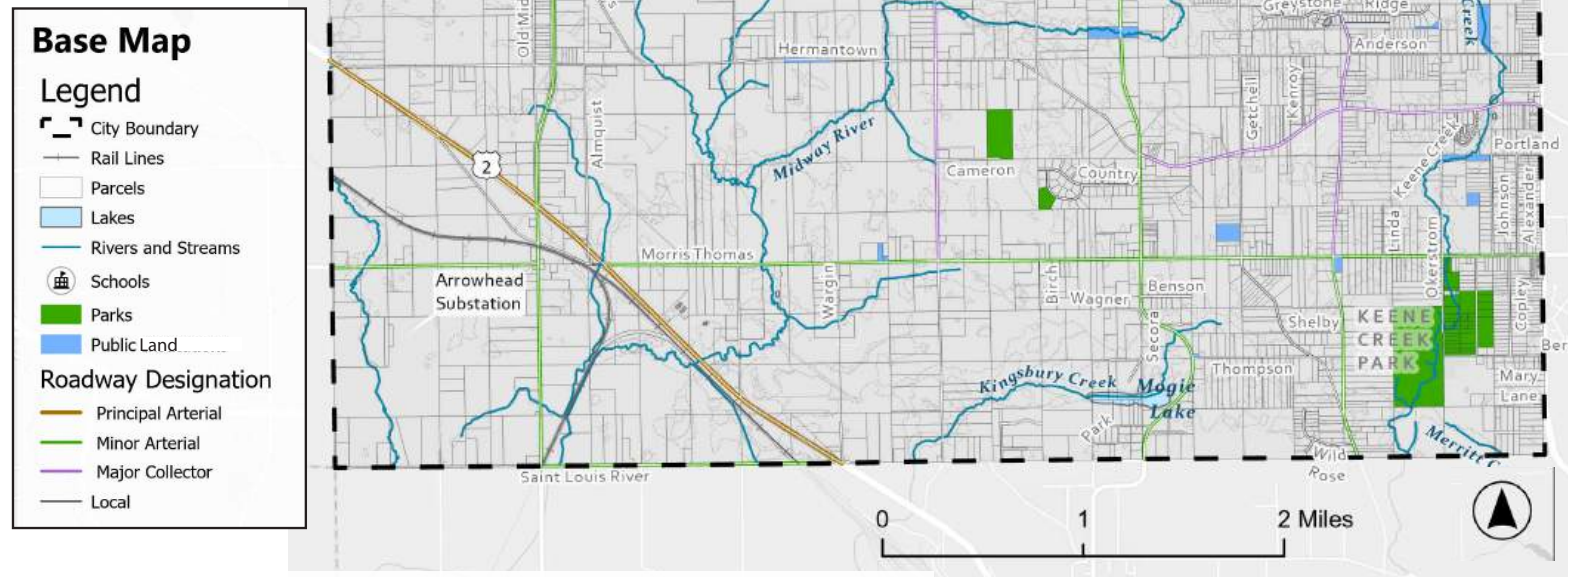 Base Map
Legend
City Boundary
Rail Lines
Parcels
Lakes
Rivers and Streams
Schools
Parks
Public Land
Roadway Designation
Principal Arterial
Minor Arterial
Major Collector
Local
Old Mid
Hermantown
Greystone
Ridge
Creek
Anderson
Almquist
Getchell
Kenroy
2
Midway River
Cameron
Country
Keene Creek
Portland
Johnson
Alexander
Linda
Okerstrom
Morris Thomas
Arrowhead
Substation
Wargin
Birch
Wagner
Benson
Secora
Shelby
Copley
KEENE
CREEK
PARK
Ber
Thompson
Mary
Lane
Kingsbury Creek
Mogie
Lake
Park
Merritt C
Wild
Rose
Saint Louis River
0 1 2 Miles